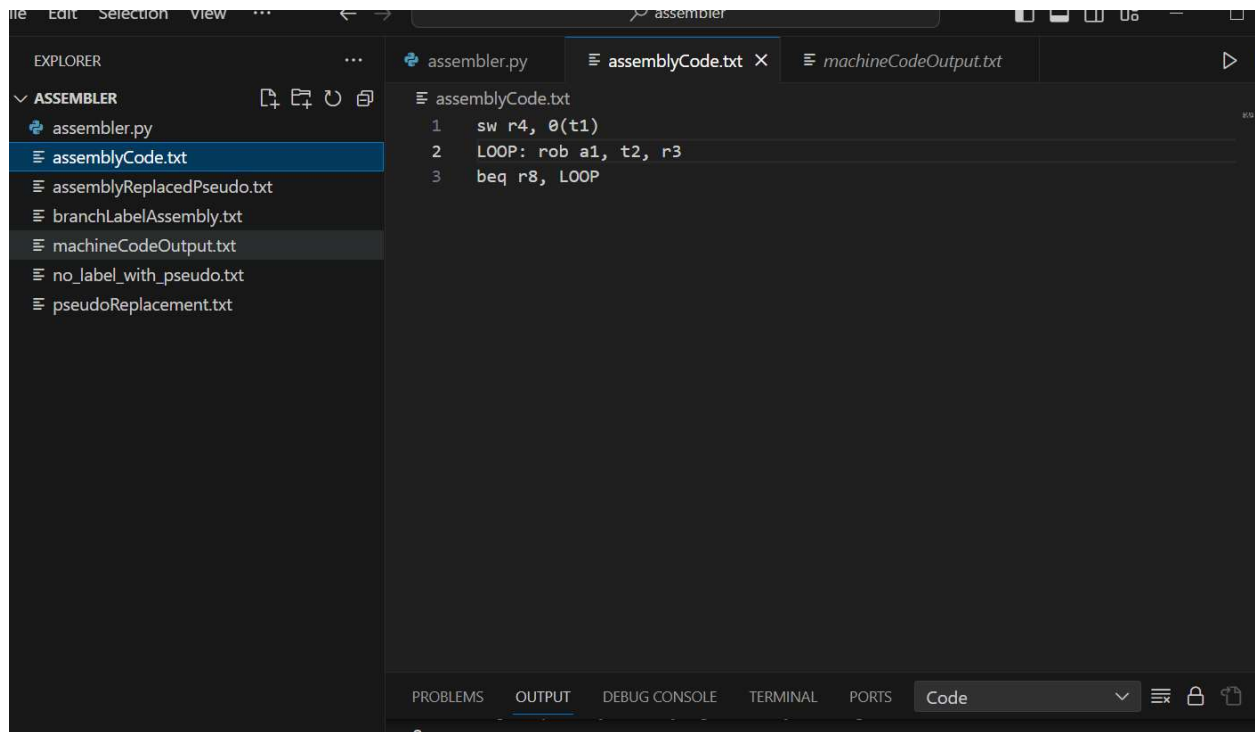 Edit Selection View ...
assembler
EXPLORER ...
ASSEMBLER
assembler.py
assemblyCode.txt
assemblyReplacedPseudo.txt
branchLabelAssembly.txt
machineCodeOutput.txt
no_label_with_pseudo.txt
pseudoReplacement.txt
assembler.py assemblyCode.txt machineCodeOutput.txt
assemblyCode.txt
1 sw r4, 0(t1)
2 LOOP: rob a1, t2, r3
3 beq r8, LOOP
PROBLEMS OUTPUT DEBUG CONSOLE TERMINAL PORTS Code